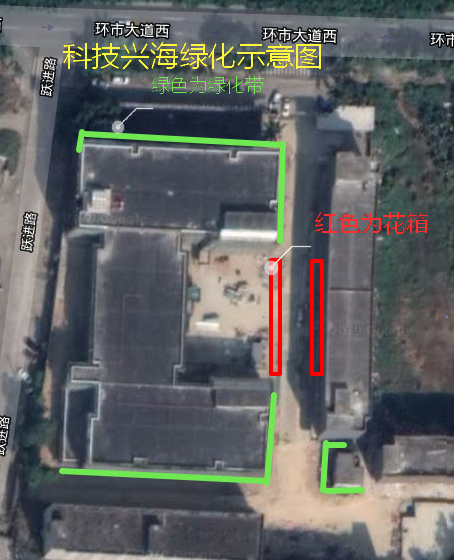 环市大道西
环市大道西
环市
科技兴海绿化示意图
跃进路
绿色为绿化带
跃进路
红色为花箱
跃进路